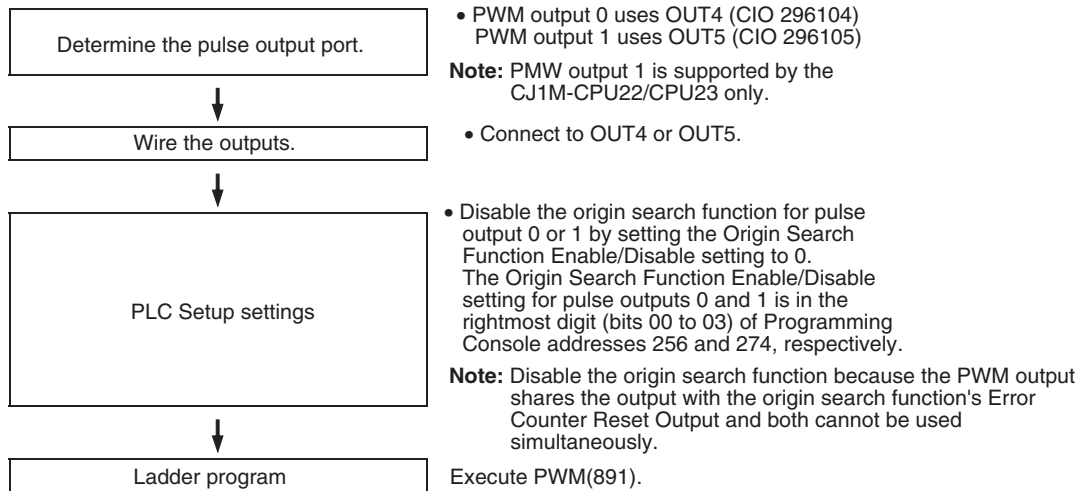 Determine the pulse output port.
• PWM output 0 uses OUT4 (CIO 296104)
PWM output 1 uses OUT5 (CIO 296105)
Note: PMW output 1 is supported by the
CJ1M-CPU22/CPU23 only.
Wire the outputs.
• Connect to OUT4 or OUT5.
PLC Setup settings
• Disable the origin search function for pulse
output 0 or 1 by setting the Origin Search
Function Enable/Disable setting to 0.
The Origin Search Function Enable/Disable
setting for pulse outputs 0 and 1 is in the
rightmost digit (bits 00 to 03) of Programming
Console addresses 256 and 274, respectively.
Note: Disable the origin search function because the PWM output
shares the output with the origin search function's Error
Counter Reset Output and both cannot be used
simultaneously.
Ladder program
Execute PWM(891).